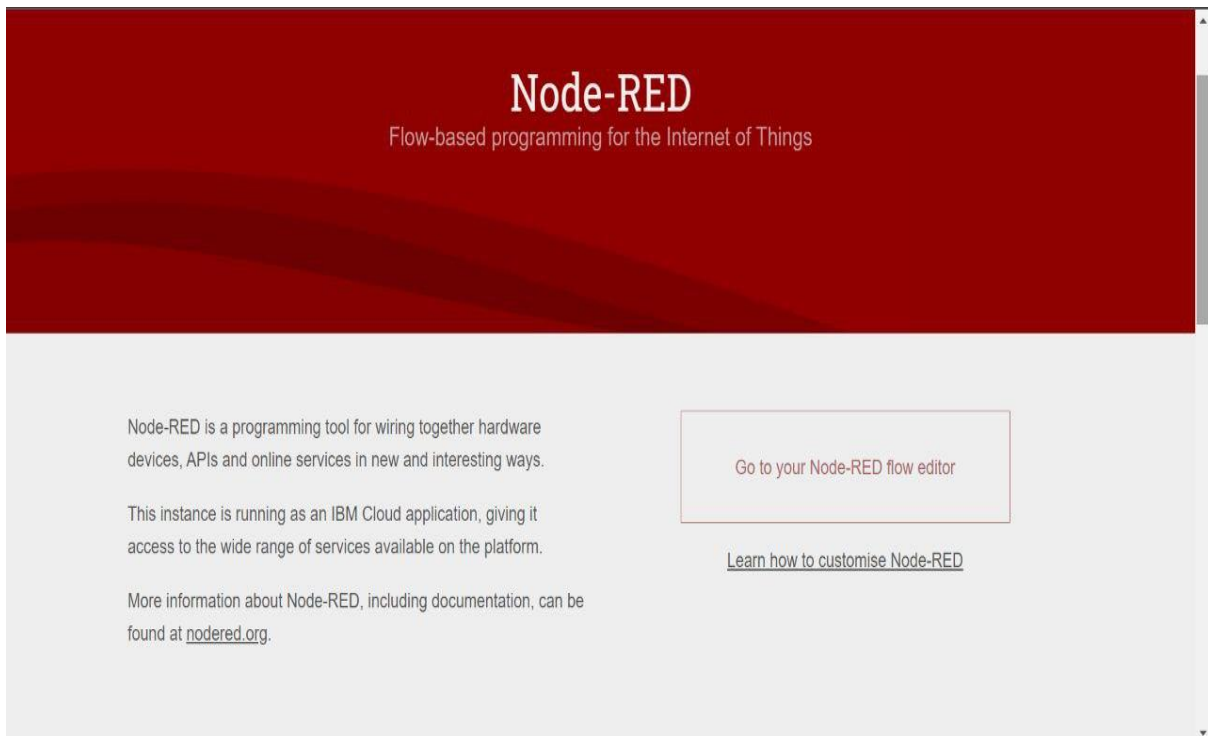 Node-RED
Flow-based programming for the Internet of Things
Node-RED is a programming tool for wiring together hardware
devices, APIs and online services in new and interesting ways.
This instance is running as an IBM Cloud application, giving it
access to the wide range of services available on the platform.
More information about Node-RED, including documentation, can be
found at nodered.org.
Go to your Node-RED flow editor
Learn how to customise Node-RED